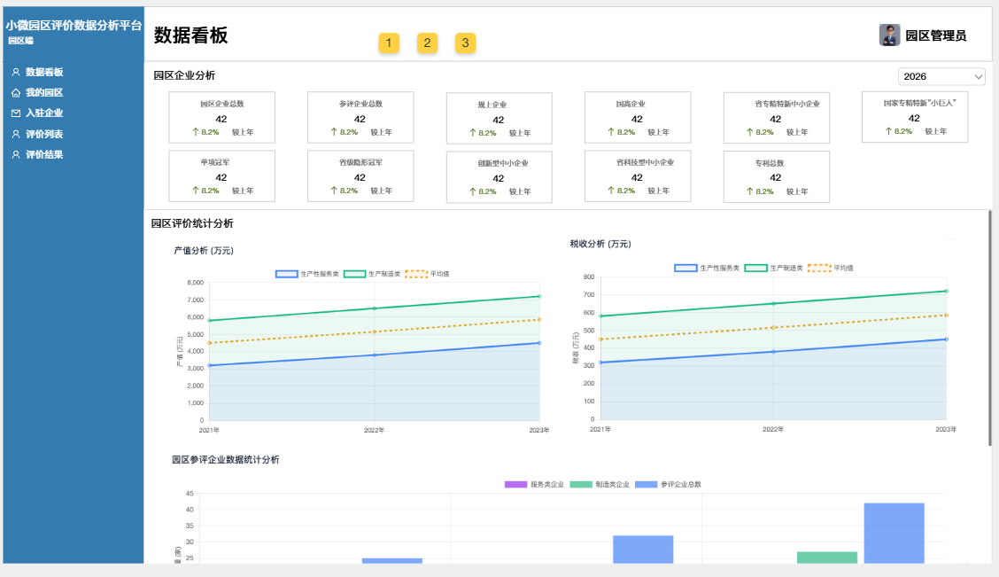 小微园区评价数据分析平台
园区端
数据看板
我的园区
入驻企业
评价列表
评价结果
数据看板
1 2 3
园区管理员
园区企业分析
2026
园区企业总数
42
8.2% 较上年
参评企业总数
42
8.2% 较上年
规上企业
42
8.2% 较上年
国高企业
42
8.2% 较上年
省专精特新中小企业
42
8.2% 较上年
国家专精特新"小巨人"
42
8.2% 较上年
单项冠军
42
8.2% 较上年
省级隐形冠军
42
8.2% 较上年
创新型中小企业
42
8.2% 较上年
省科技型中小企业
42
8.2% 较上年
专利总数
42
8.2% 较上年
园区评价统计分析
产值分析 (万元)
生产性服务类 生产制造类 平均值
产值 (万元)
8,000
7,000
6,000
5,000
4,000
3,000
2,000
1,000
0
2021年 2022年 2023年
税收分析 (万元)
生产性服务类 生产制造类 平均值
税收 (万元)
800
700
600
500
400
300
200
100
0
2021年 2022年 2023年
园区参评企业数据统计分析
服务类企业 制造类企业 参评企业总数
45
40
35
30
25
(家)